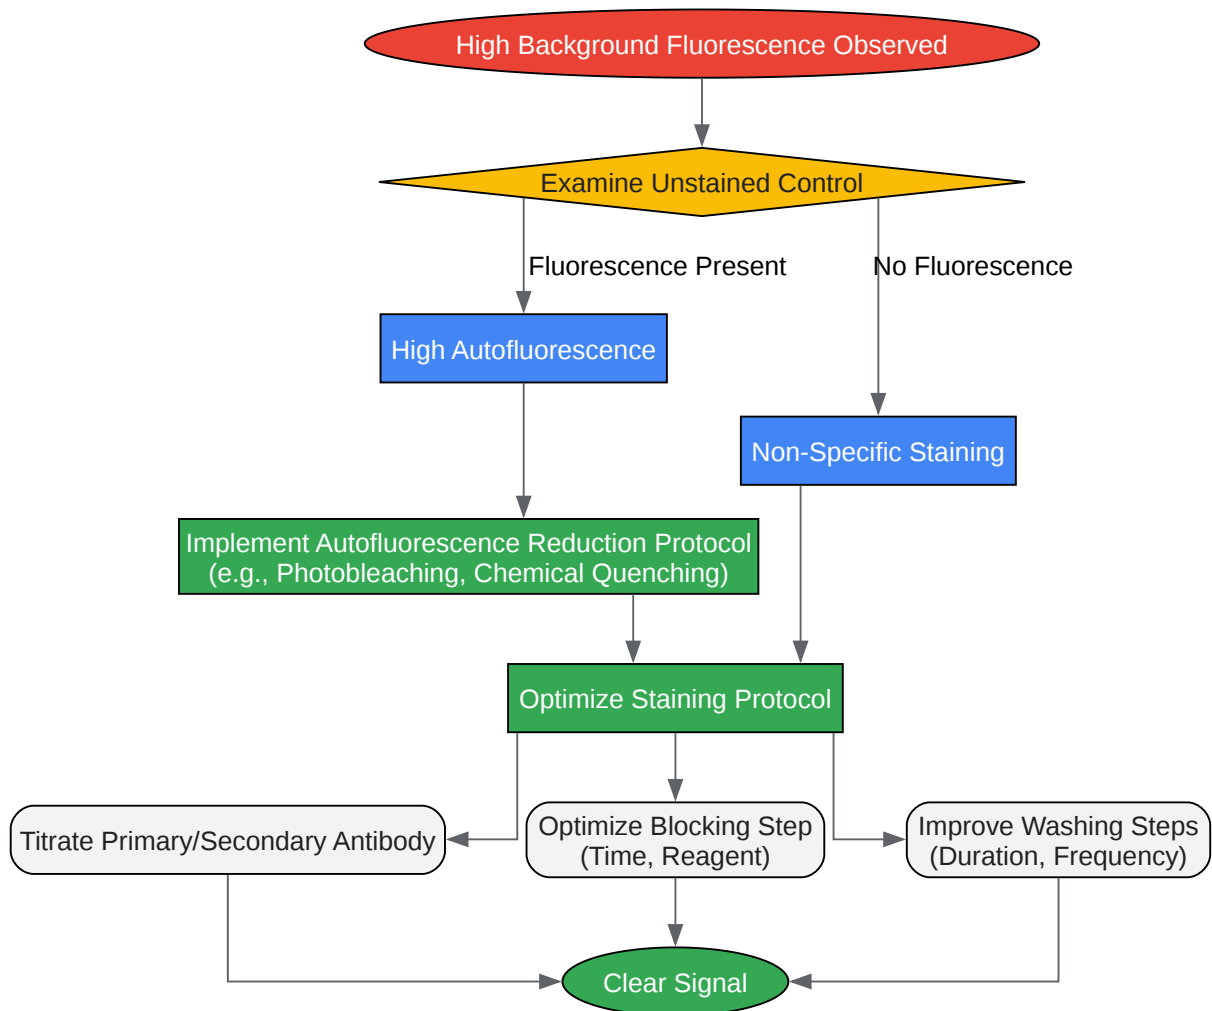 High Background Fluorescence Observed
Examine Unstained Control
Fluorescence Present
No Fluorescence
High Autofluorescence
Non-Specific Staining
Implement Autofluorescence Reduction Protocol
(e.g., Photobleaching, Chemical Quenching)
Optimize Staining Protocol
Titrate Primary/Secondary Antibody
Optimize Blocking Step
(Time, Reagent)
Improve Washing Steps
(Duration, Frequency)
Clear Signal